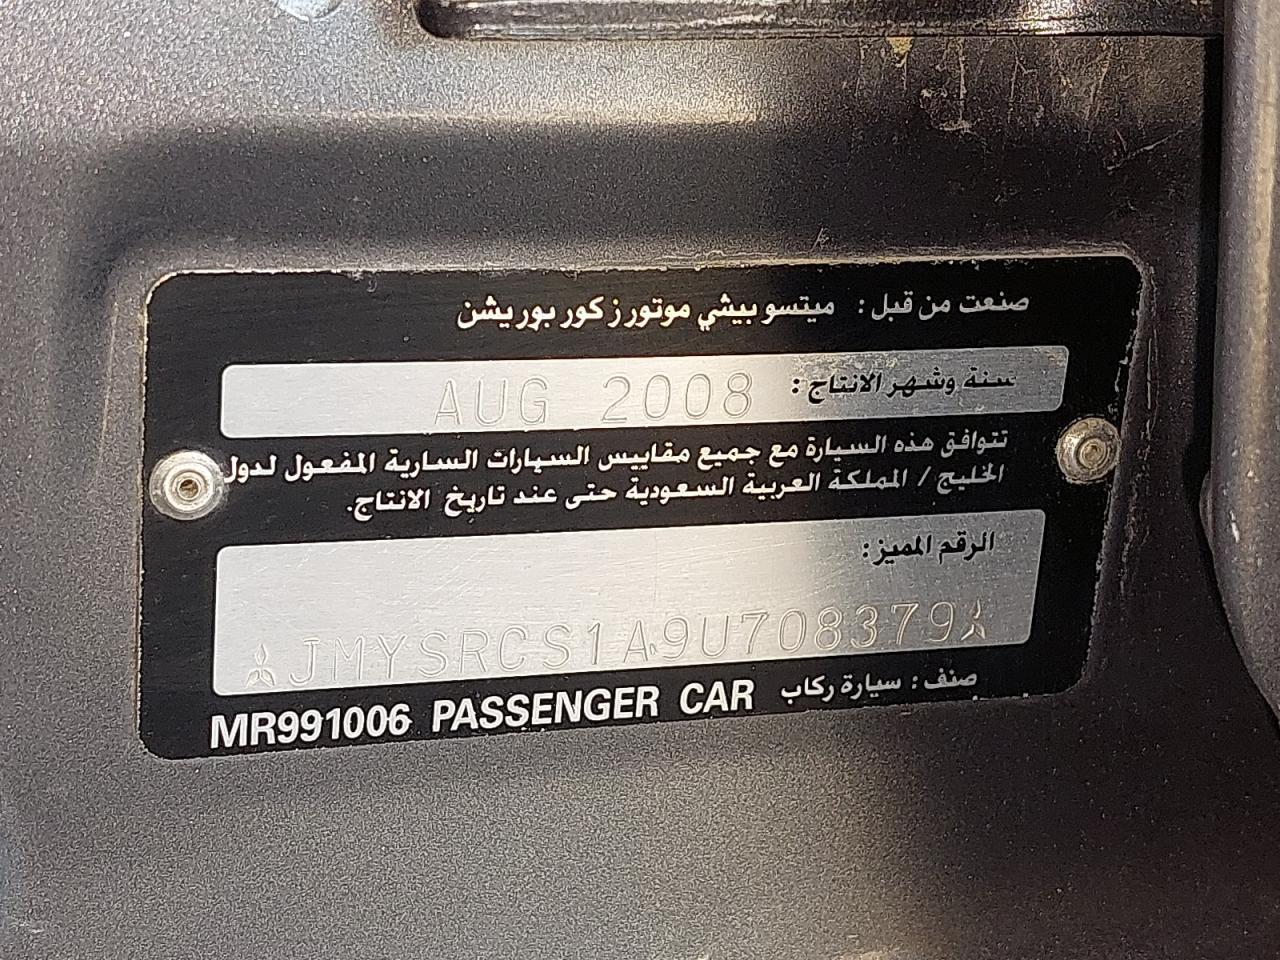 صنعت من قبل : ميتسوبيشي موتورز كوربوريشن
سنة وشهر الانتاج : AUG 2008
تتوافق هذه السيارة مع جميع مقاييس السيارات السارية المفعول لدول
الخليج / المملكة العربية السعودية حتى عند تاريخ الانتاج.
الرقم المميز:
JMYSRCS1A9U708379
صنف : سيارة ركاب MR991006 PASSENGER CAR